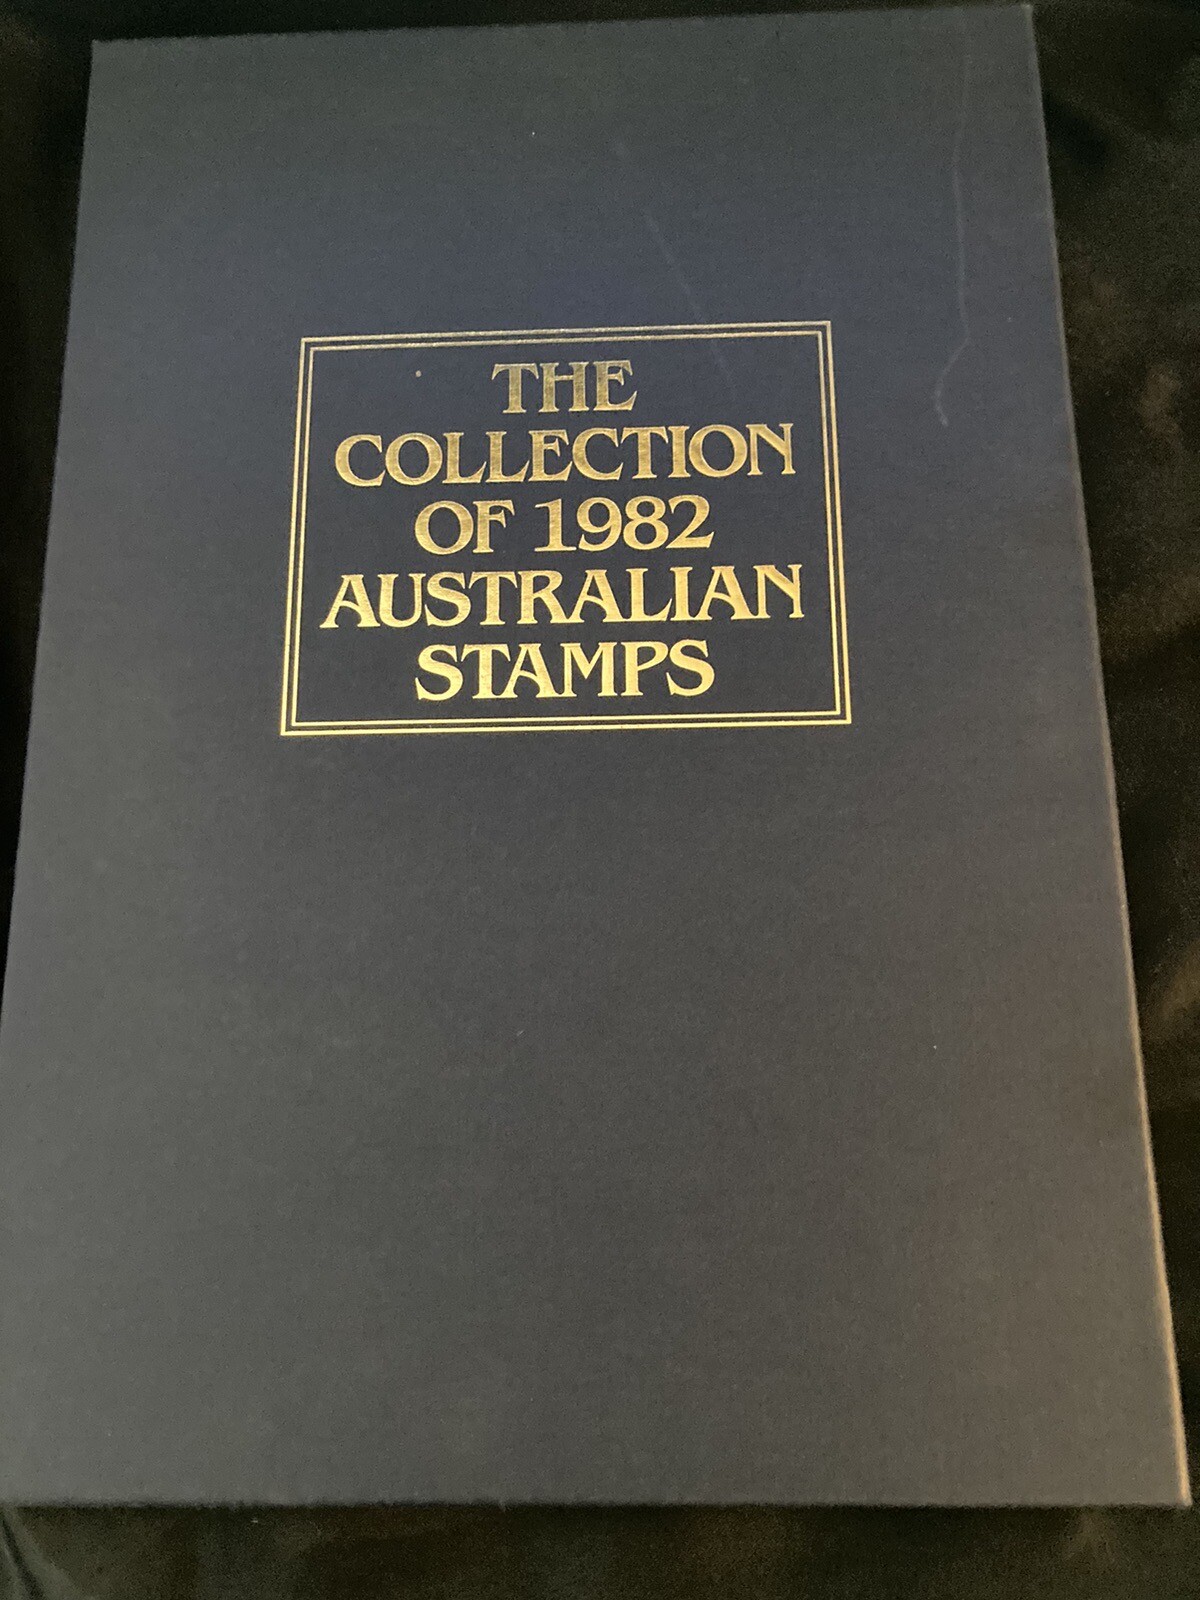 THE
COLLECTION
OF 1982
AUSTRALIAN
STAMPS